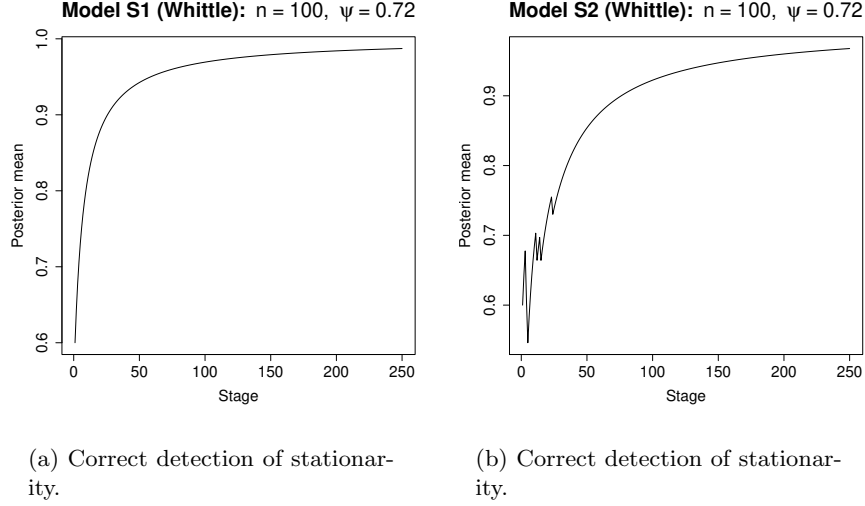 Model S1 (Whittle): n = 100, ψ = 0.72
Posterior mean
1.0
0.9
0.8
0.7
0.6
0 50 100 150 200 250
Stage
(a) Correct detection of stationar-
ity.
Model S2 (Whittle): n = 100, ψ = 0.72
Posterior mean
0.9
0.8
0.7
0.6
0 50 100 150 200 250
Stage
(b) Correct detection of stationar-
ity.